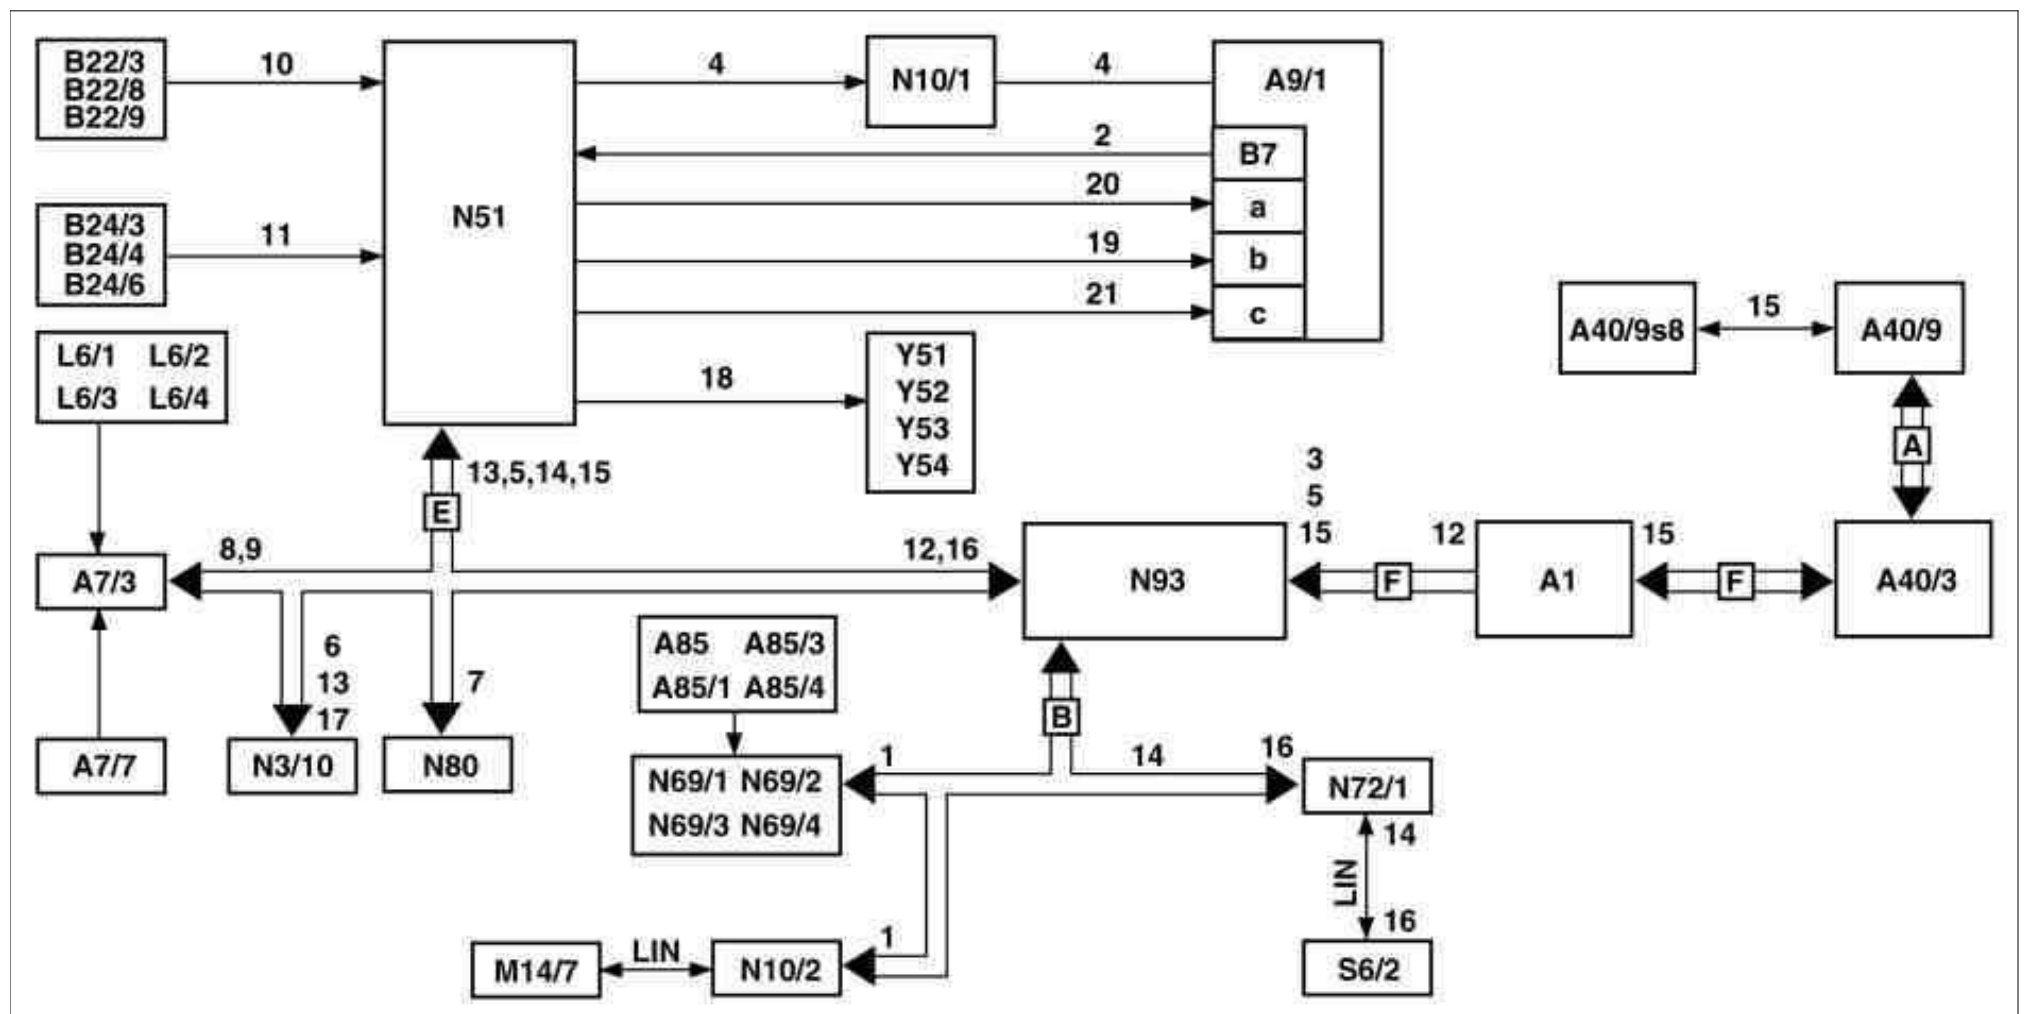 B22/3
B22/8
B22/9
10
N51
4
N10/1
4
A9/1
2
B7
20
a
19
b
21
c
B24/3
B24/4
B24/6
11
L6/1 L6/2
L6/3 L6/4
18
Y51
Y52
Y53
Y54
A40/9s8
15
A40/9
A
13,5,14,15
E
8,9
12,16
A7/3
N93
3
5
15
F
12
A1
15
F
A40/3
6
13
17
7
A7/7
N3/10
N80
A85 A85/3
A85/1 A85/4
B
1
14
16
N69/1 N69/2
N69/3 N69/4
N72/1
14
LIN
16
S6/2
1
M14/7
LIN
N10/2